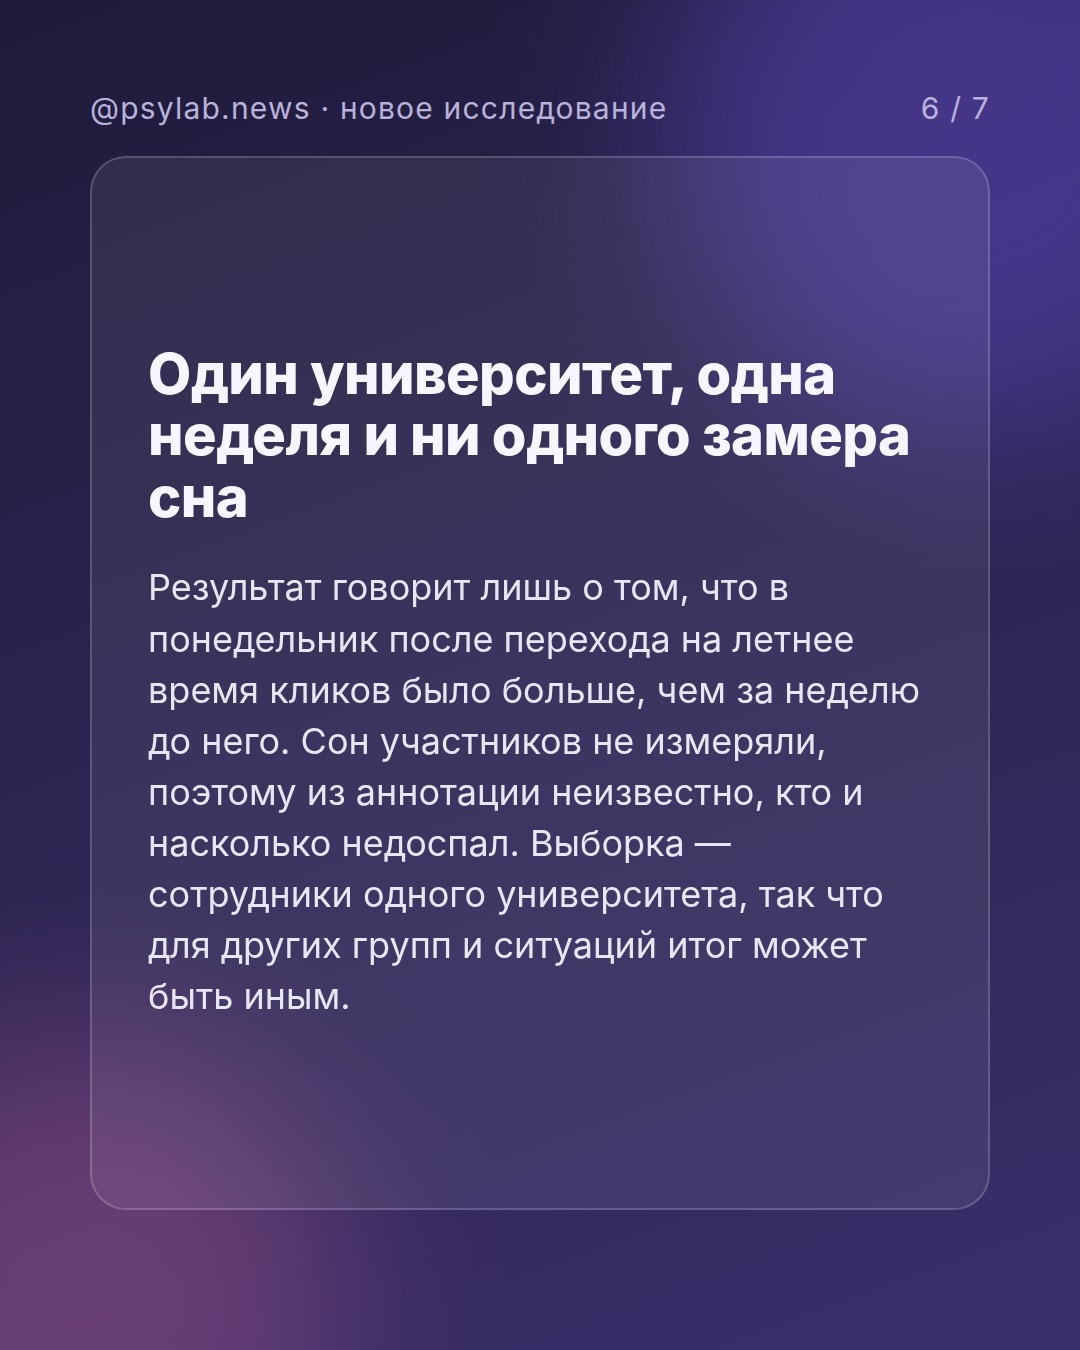 @psylab.news · новое исследование
6 / 7
Один университет, одна
неделя и ни одного замера
сна
Результат говорит лишь о том, что в
понедельник после перехода на летнее
время кликов было больше, чем за неделю
до него. Сон участников не измеряли,
поэтому из аннотации неизвестно, кто и
насколько недоспал. Выборка —
сотрудники одного университета, так что
для других групп и ситуаций итог может
быть иным.